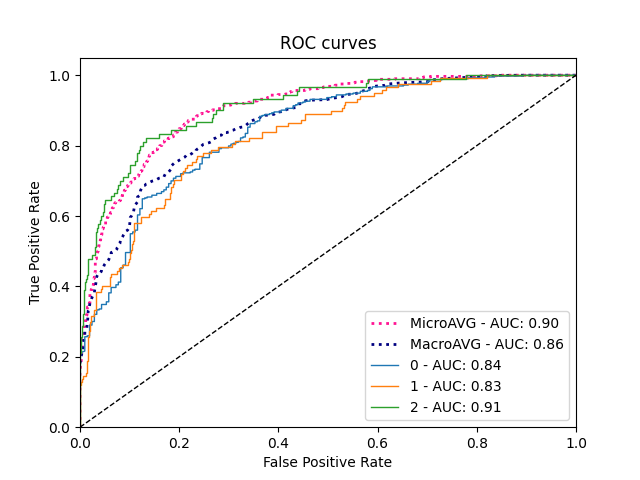 ROC curves
True Positive Rate
1.0
0.8
0.6
0.4
0.2
0.0
MicroAVG - AUC: 0.90
MacroAVG - AUC: 0.86
0 - AUC: 0.84
1 - AUC: 0.83
2 - AUC: 0.91
0.0 0.2 0.4 0.6 0.8 1.0
False Positive Rate